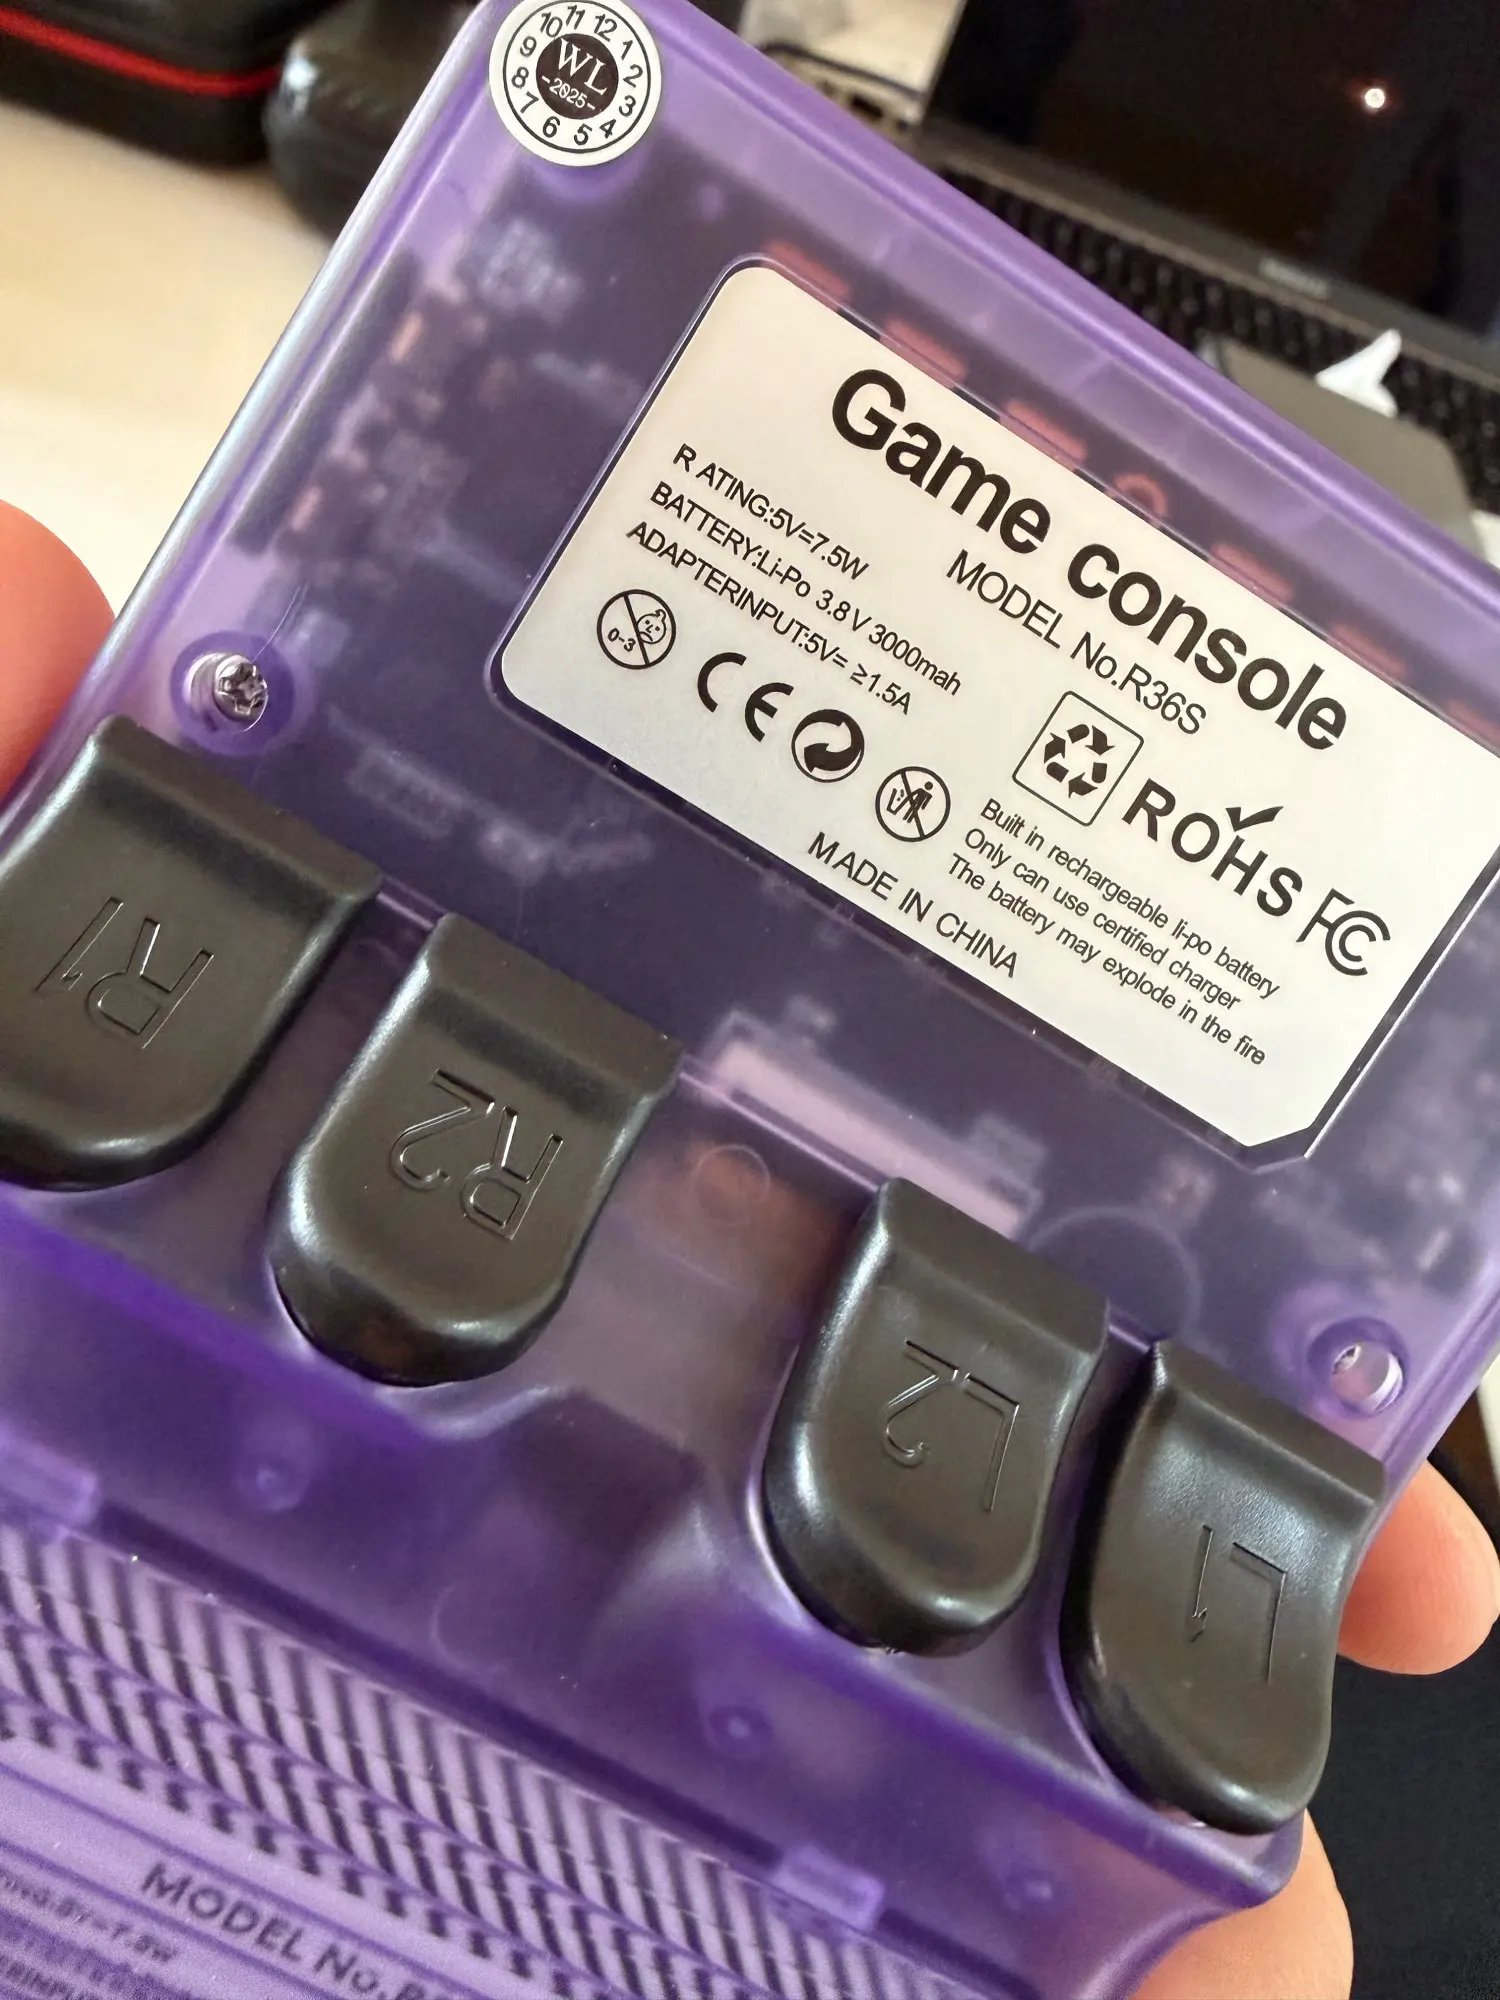 10 11 12 1 2 3 4 5 6 7 8 9
WL
-2025-
Game console
MODEL No.R36S
R ATING:5V=7.5W
BATTERY:Li-Po 3.8V 3000mah
ADAPTERINPUT:5V= ≥1.5A
0-3
CE
ROHS
FC
Built in rechargeable li-po battery
Only can use certified charger
The battery may explode in the fire
MADE IN CHINA
R1
R2
L2
L1
MODEL No.